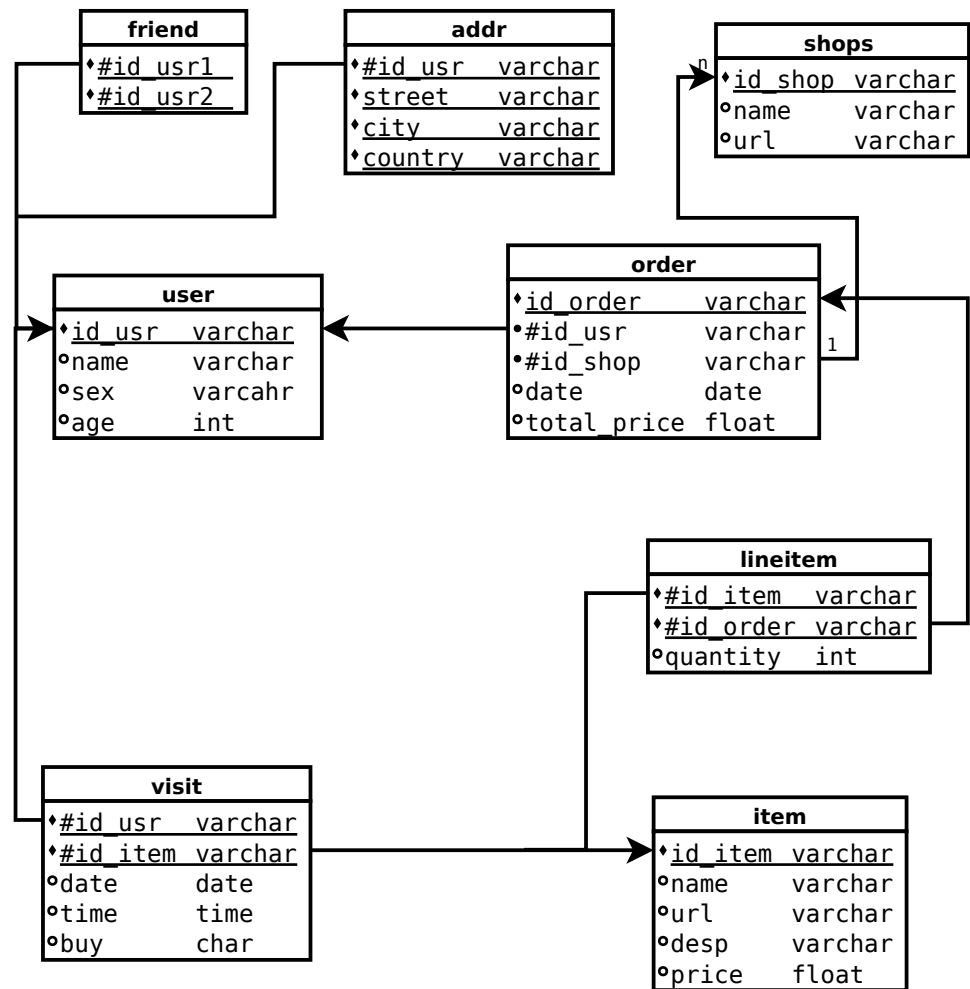 friend
#id_usr1
#id_usr2
addr
#id_usr varchar
street varchar
city varchar
country varchar
shops
n
id_shop varchar
name varchar
url varchar
user
id_usr varchar
name varchar
sex varcahr
age int
order
id_order varchar
#id_usr varchar
#id_shop varchar
date date
total_price float
1
lineitem
#id_item varchar
#id_order varchar
quantity int
visit
#id_usr varchar
#id_item varchar
date date
time time
buy char
item
id_item varchar
name varchar
url varchar
desp varchar
price float